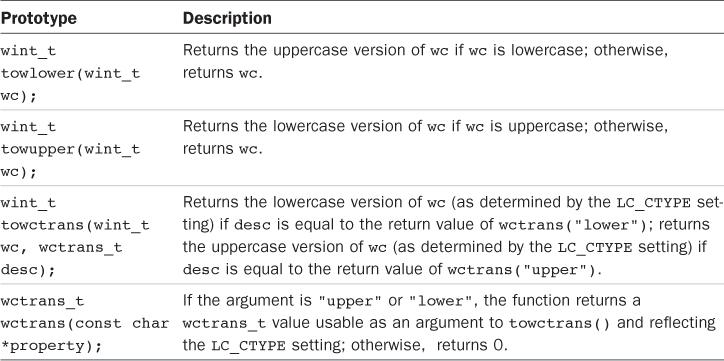 Prototype Description
wint_t Returns the uppercase version of wc if wc is lowercase; otherwise,
towlower(wint_t returns wc.
wc);
wint_t Returns the lowercase version of wc if wc is uppercase; otherwise,
towupper(wint_t returns wc.
wc);
wint_t Returns the lowercase version of wc (as determined by the LC_CTYPE set-
towctrans(wint_t ting) if desc is equal to the return value of wctrans("lower"); returns
wc, wctrans_t the uppercase version of wc (as determined by the LC_CTYPE setting) if
desc); desc is equal to the return value of wctrans("upper").
wctrans_t If the argument is "upper" or "lower", the function returns a
wctrans(const char wctrans_t value usable as an argument to towctrans() and reflecting
*property); the LC_CTYPE setting; otherwise, returns 0.